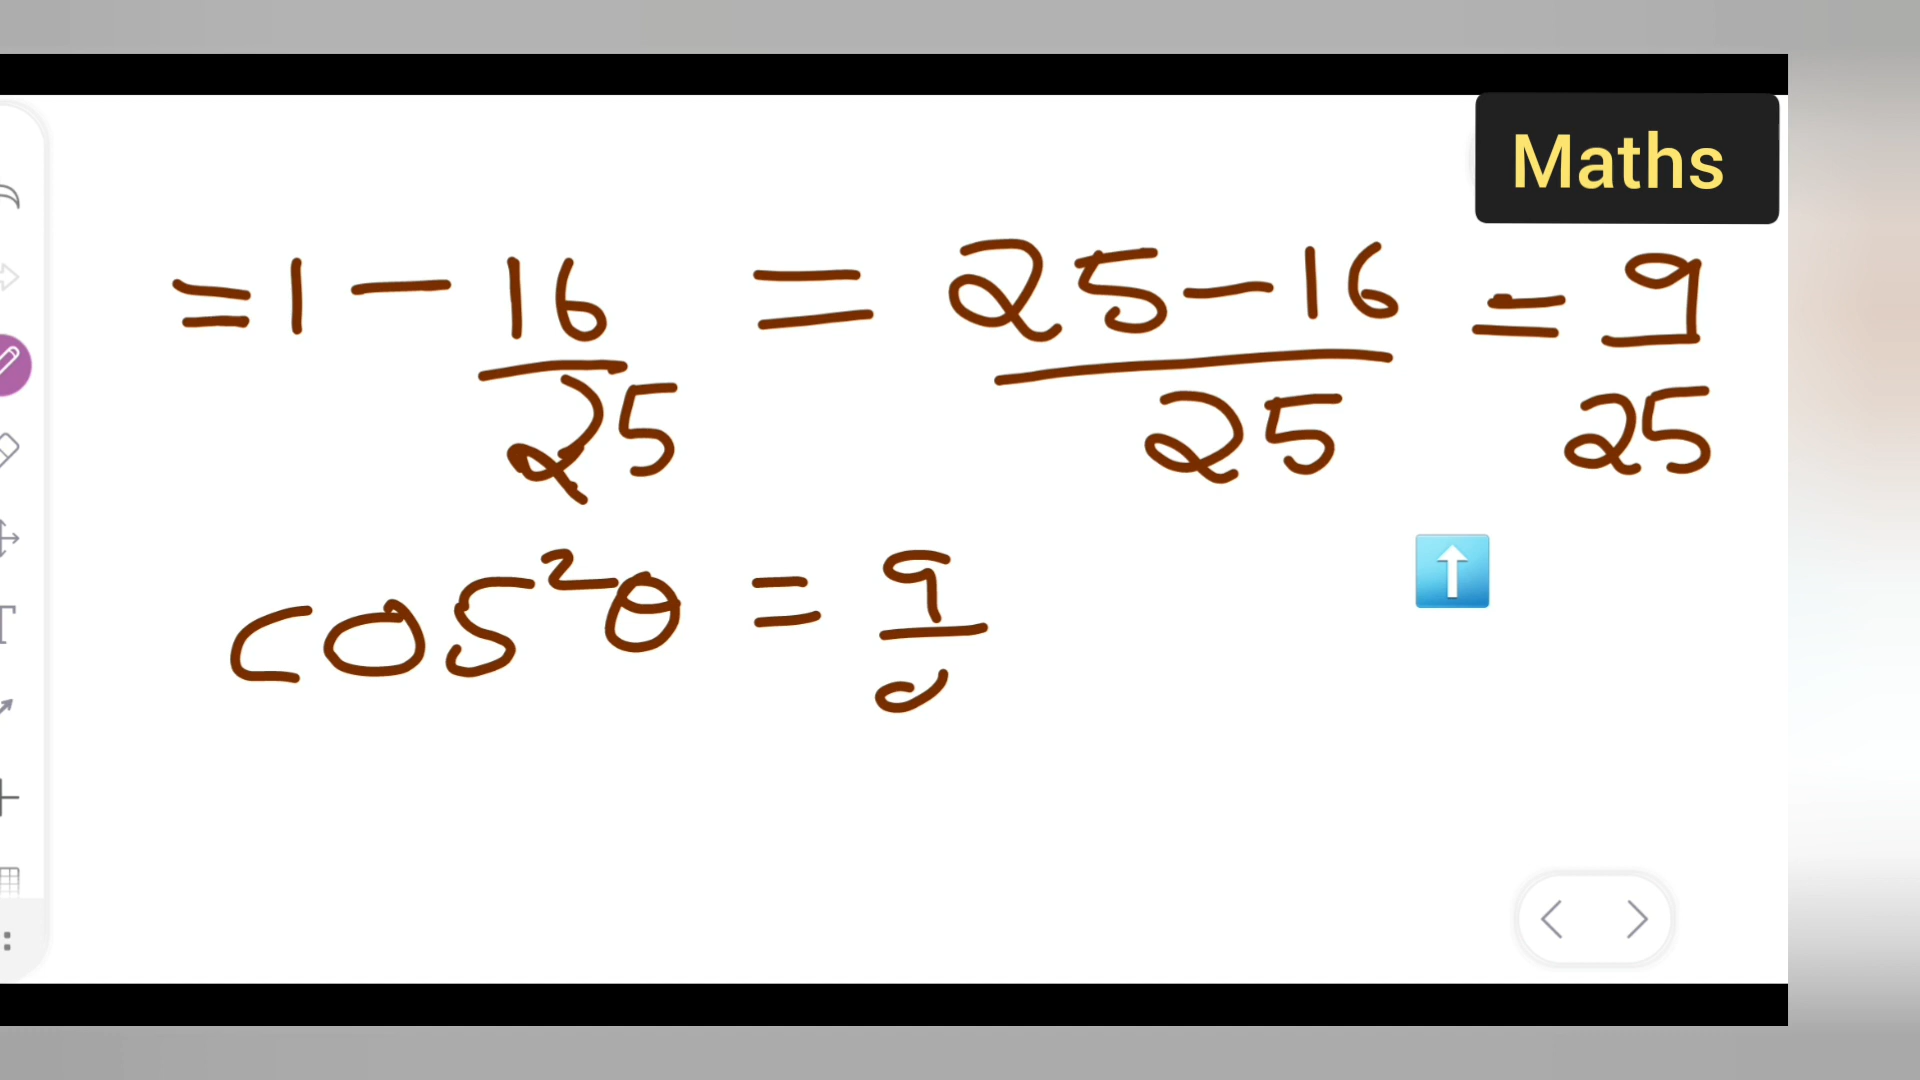 Maths
= 1 - 16/25 = 25-16/25 = 9/25
cos²θ = 9/